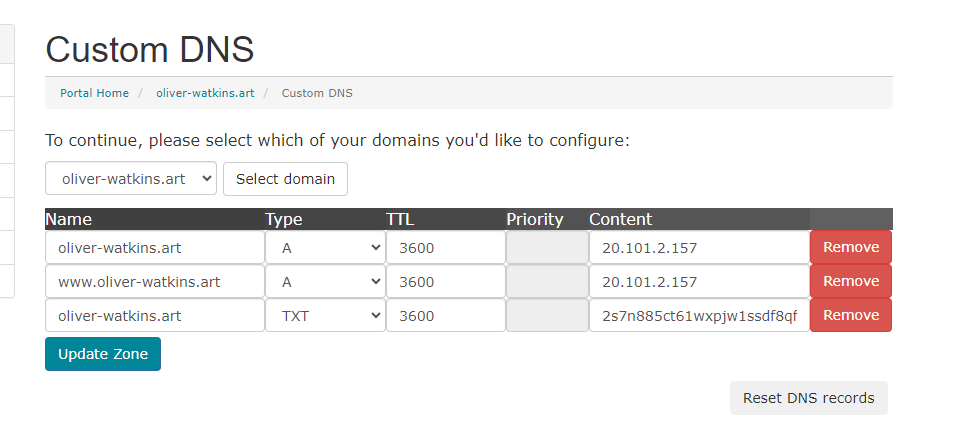 Custom DNS
Portal Home / oliver-watkins.art / Custom DNS
To continue, please select which of your domains you'd like to configure:
oliver-watkins.art Select domain
Name Type TTL Priority Content
oliver-watkins.art A 3600 20.101.2.157 Remove
www.oliver-watkins.art A 3600 20.101.2.157 Remove
oliver-watkins.art TXT 3600 2s7n885ct61wxpjw1ssdf8qf Remove
Update Zone
Reset DNS records